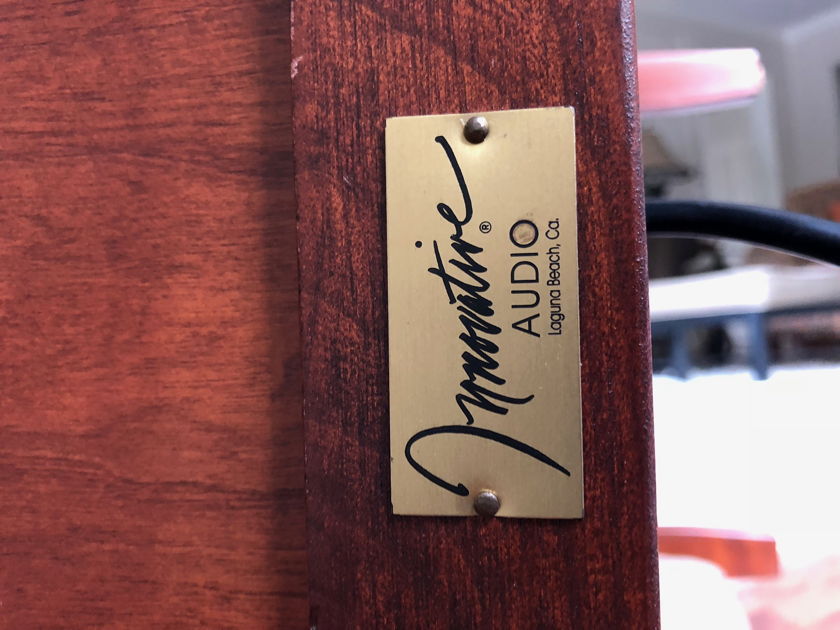 Innovative®
AUDIO
Laguna Beach, Ca.